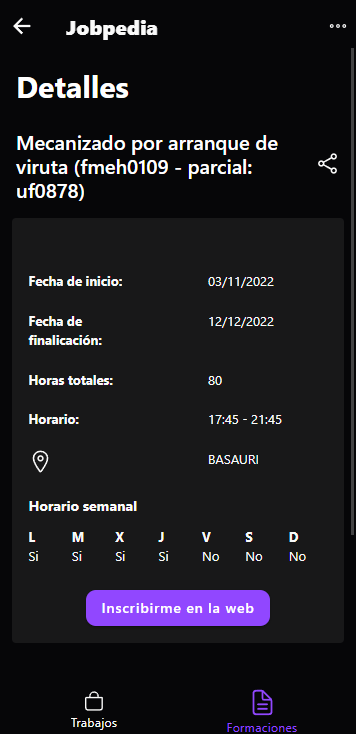 Jobpedia
Detalles
Mecanizado por arranque de
viruta (fmeh0109 - parcial:
uf0878)
Fecha de inicio: 03/11/2022
Fecha de 12/12/2022
finalicación:
Horas totales: 80
Horario: 17:45 - 21:45
BASAURI
Horario semanal
L M X J V S D
Si Si Si Si No No No
Inscribirme en la web
Trabajos Formaciones